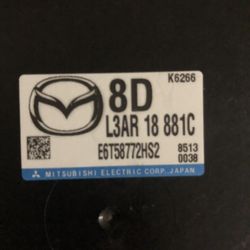 K6266
8D
L3AR 18 881C
E6T58772HS2 8513
0038
MITSUBISHI ELECTRIC CORP. JAPAN